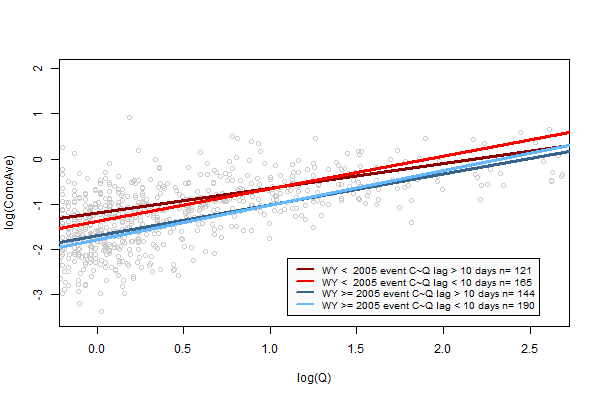 2
1
0
-1
-2
-3
log(ConcAve)
WY <  2005 event C~Q lag > 10 days n= 121
WY <  2005 event C~Q lag < 10 days n= 165
WY >= 2005 event C~Q lag > 10 days n= 144
WY >= 2005 event C~Q lag < 10 days n= 190
0.0 0.5 1.0 1.5 2.0 2.5
log(Q)